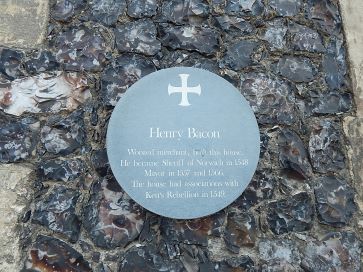 Henry Bacon
Worsted merchant, built this house.
He became Sheriff of Norwich in 1548
Mayor in 1557 and 1566.
The house had associations with
Kett's Rebellion in 1549.